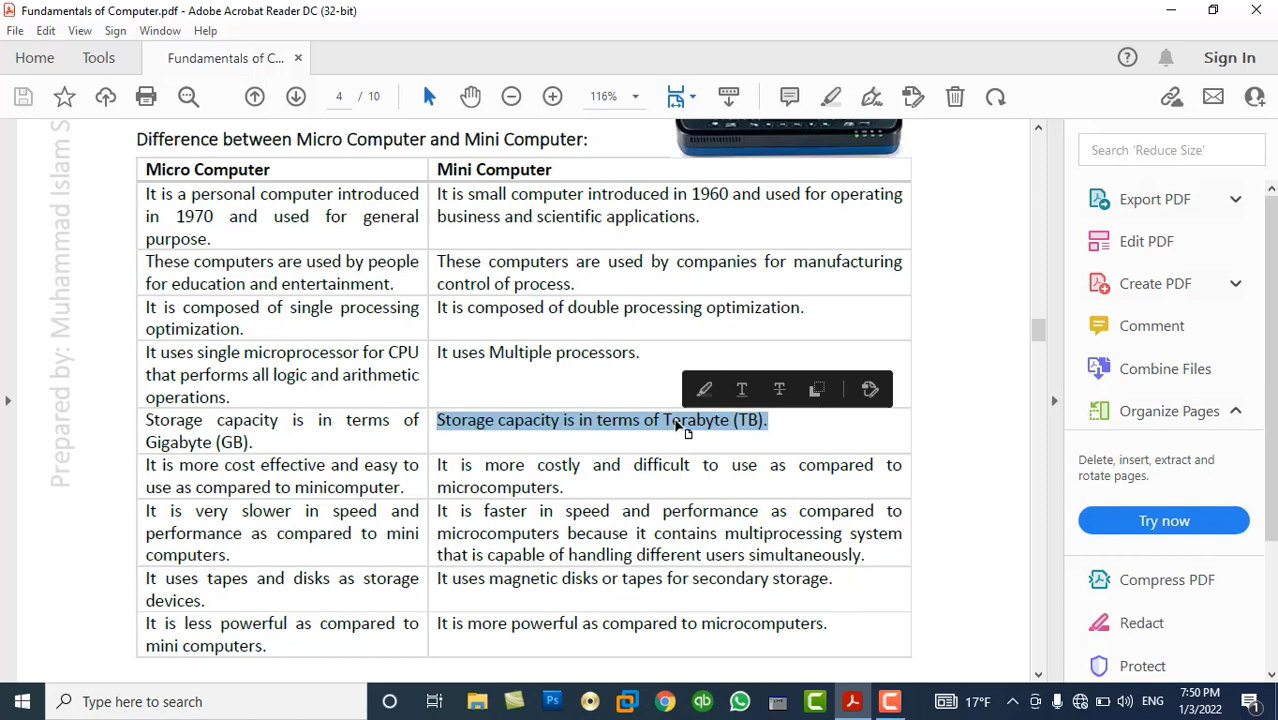 Fundamentals of Computer.pdf - Adobe Acrobat Reader DC (32-bit)
File Edit View Sign Window Help
Home Tools Fundamentals of C... Sign In
4 / 10 116%
Prepared by: Muhammad Islam S
Difference between Micro Computer and Mini Computer:
Micro Computer
Mini Computer
It is a personal computer introduced
in 1970 and used for general
purpose.
It is small computer introduced in 1960 and used for operating
business and scientific applications.
These computers are used by people
for education and entertainment.
These computers are used by companies for manufacturing
control of process.
It is composed of single processing
optimization.
It is composed of double processing optimization.
It uses single microprocessor for CPU
that performs all logic and arithmetic
operations.
It uses Multiple processors.
Storage capacity is in terms of
Gigabyte (GB).
Storage capacity is in terms of Terabyte (TB).
It is more cost effective and easy to
use as compared to minicomputer.
It is more costly and difficult to use as compared to
microcomputers.
It is very slower in speed and
performance as compared to mini
computers.
It is faster in speed and performance as compared to
microcomputers because it contains multiprocessing system
that is capable of handling different users simultaneously.
It uses tapes and disks as storage
devices.
It uses magnetic disks or tapes for secondary storage.
It is less powerful as compared to
mini computers.
It is more powerful as compared to microcomputers.
Search 'Reduce Size'
Export PDF
Edit PDF
Create PDF
Comment
Combine Files
Organize Pages
Delete, insert, extract and
rotate pages.
Try now
Compress PDF
Redact
Protect
Type here to search
Ps
qb
17°F
ENG
7:50 PM
1/3/2022
1